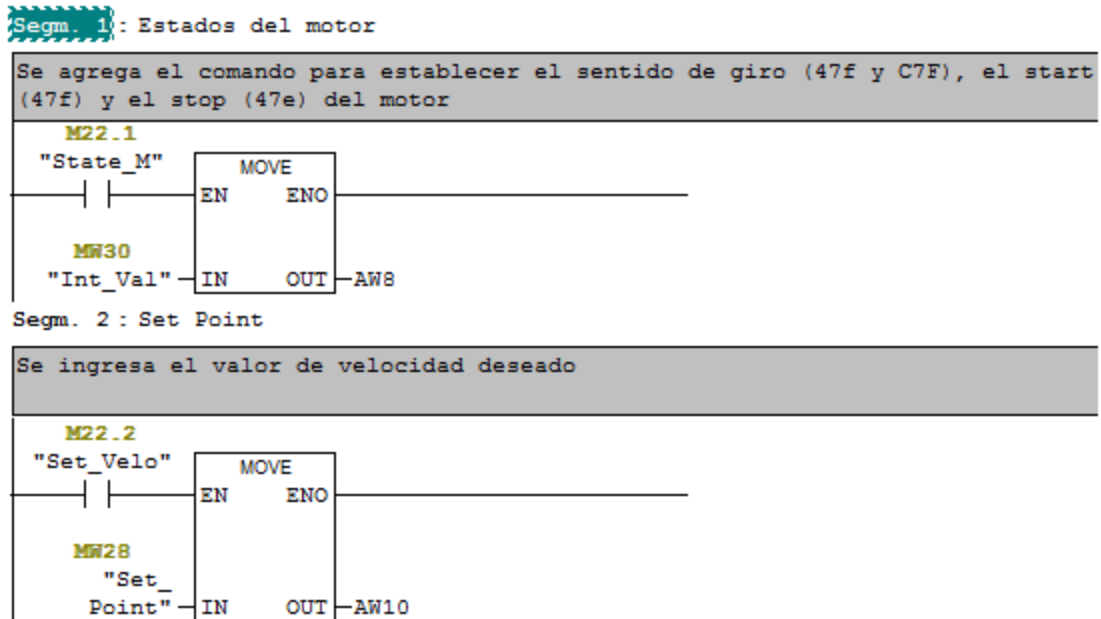 Segm. 1: Estados del motor
Se agrega el comando para establecer el sentido de giro (47f y C7F), el start
(47f) y el stop (47e) del motor
M22.1
"State_M"
MOVE
EN ENO
MW30
"Int_Val" IN OUT AW8
Segm. 2 : Set Point
Se ingresa el valor de velocidad deseado
M22.2
"Set_Velo"
MOVE
EN ENO
MW28
"Set_
Point" IN OUT AW10